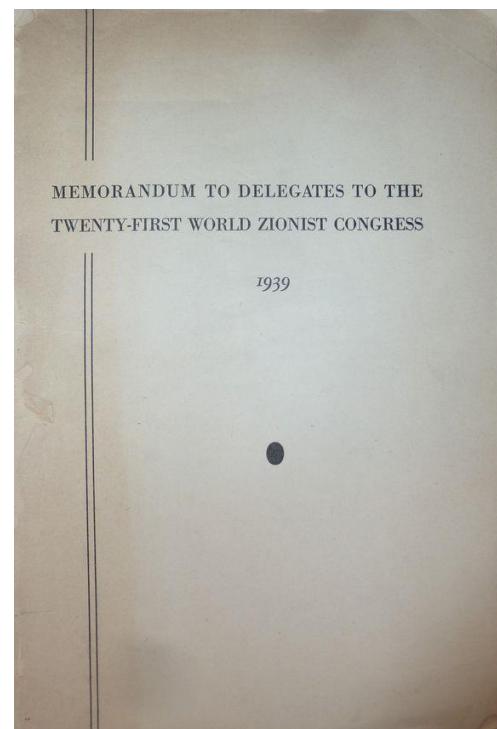 MEMORANDUM TO DELEGATES TO THE
TWENTY-FIRST WORLD ZIONIST CONGRESS
1939